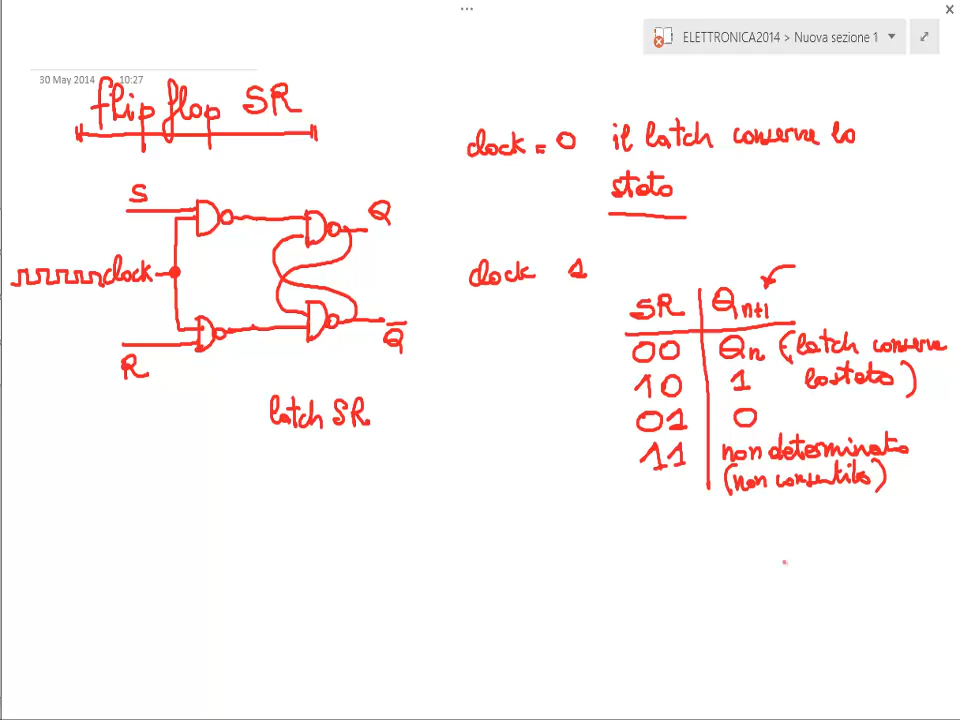 ELETTRONICA2014 > Nuova sezione 1
30 May 2014 10:27
flip flop SR
S
Q
clock
R
Q̅
latch SR
clock = 0 il latch conserva lo
stato
clock 1
SR Qn+1
00 Qn (latch conserva
lo stato)
10 1
01 0
11 non determinato
(non consentito)